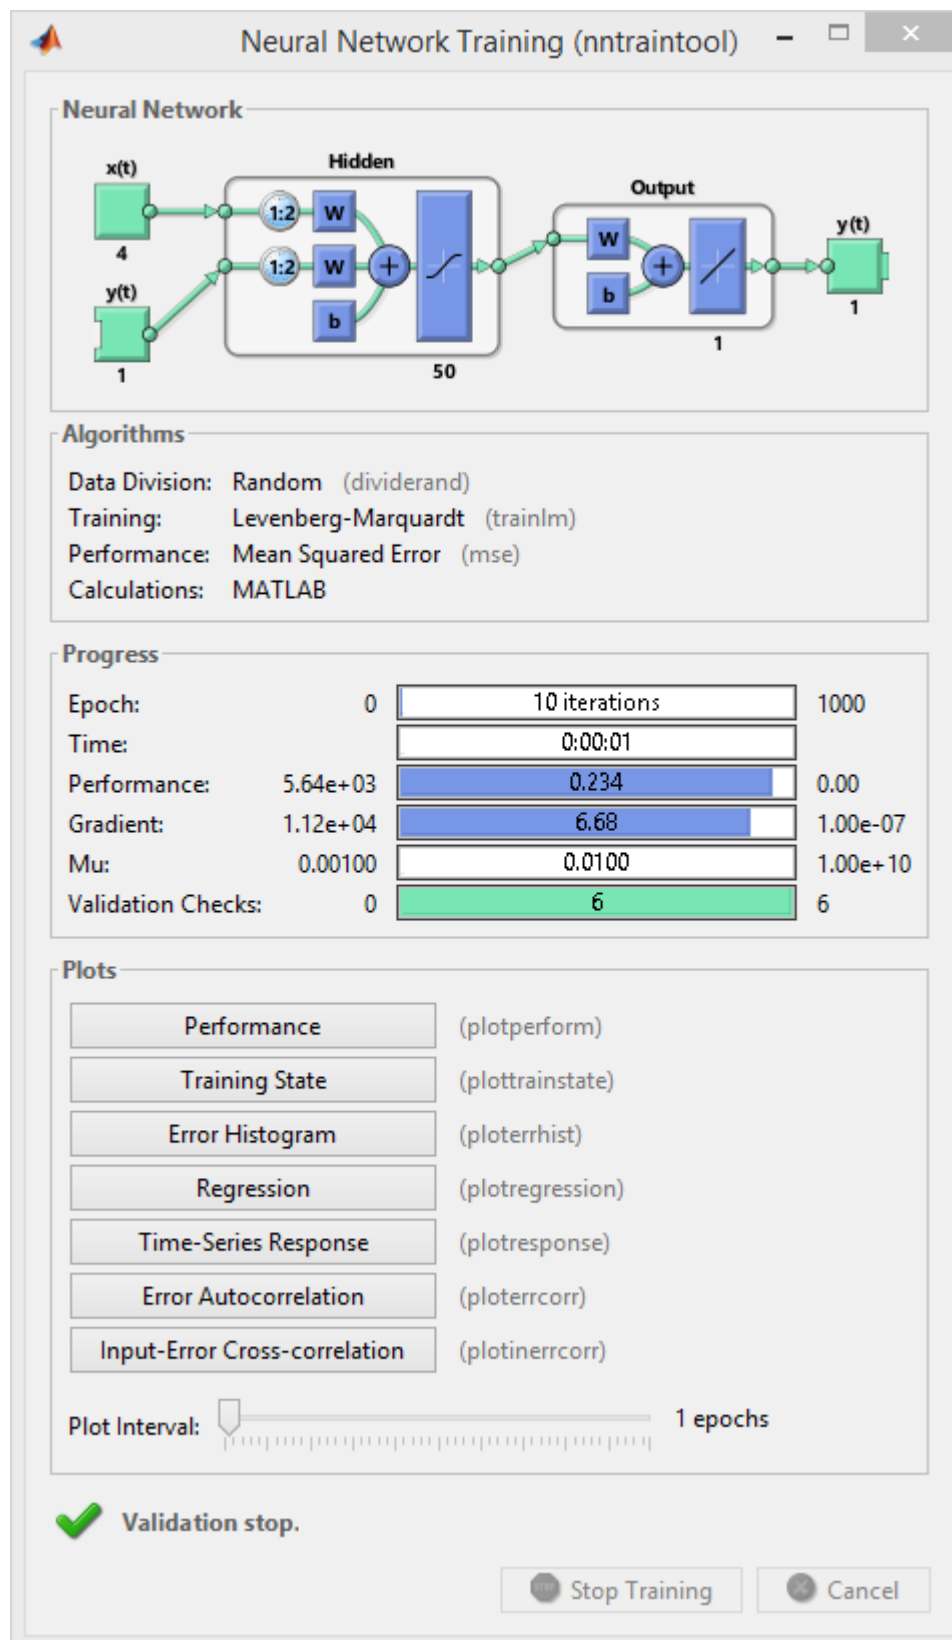 Neural Network Training (nntraintool)
Neural Network
x(t)
4
y(t)
1
Hidden
1:2 W
1:2 W
b
50
Output
W
b
1
y(t)
1
Algorithms
Data Division: Random (dividerand)
Training: Levenberg-Marquardt (trainlm)
Performance: Mean Squared Error (mse)
Calculations: MATLAB
Progress
Epoch: 0 10 iterations 1000
Time: 0:00:01
Performance: 5.64e+03 0.234 0.00
Gradient: 1.12e+04 6.68 1.00e-07
Mu: 0.00100 0.0100 1.00e+10
Validation Checks: 0 6 6
Plots
Performance (plotperform)
Training State (plottrainstate)
Error Histogram (ploterrhist)
Regression (plotregression)
Time-Series Response (plotresponse)
Error Autocorrelation (ploterrcorr)
Input-Error Cross-correlation (plotinerrcorr)
Plot Interval: 1 epochs
Validation stop.
Stop Training Cancel